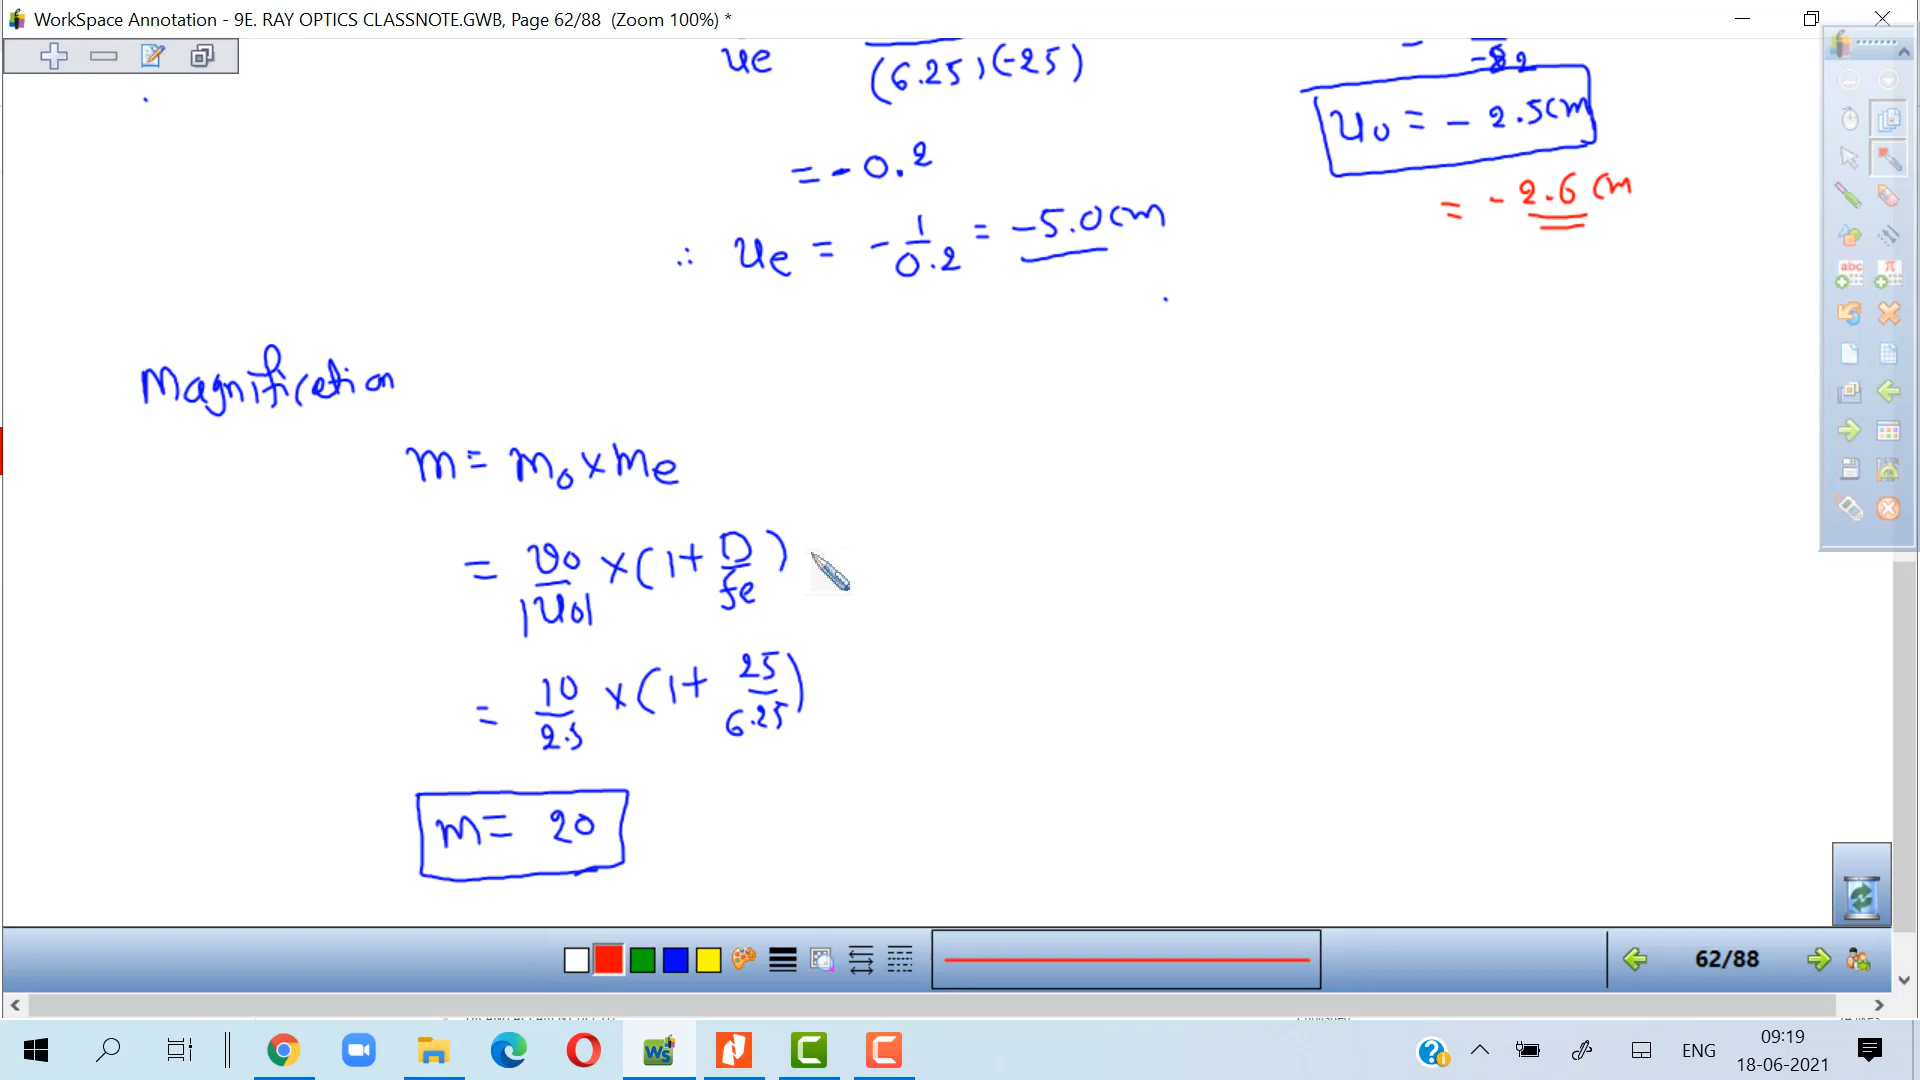 WorkSpace Annotation - 9E. RAY OPTICS CLASSNOTE.GWB, Page 62/88 (Zoom 100%) *
ue (6.25)(-25)
= -0.2
∴ ue = -1/0.2 = -5.0cm
uo = - 2.5cm
= - 2.6 cm
Magnification
m = mo x me
= vo/|uo| x (1 + D/fe)
= 10/2.5 x (1 + 25/6.25)
m = 20
abc
π
62/88
ENG
09:19
18-06-2021